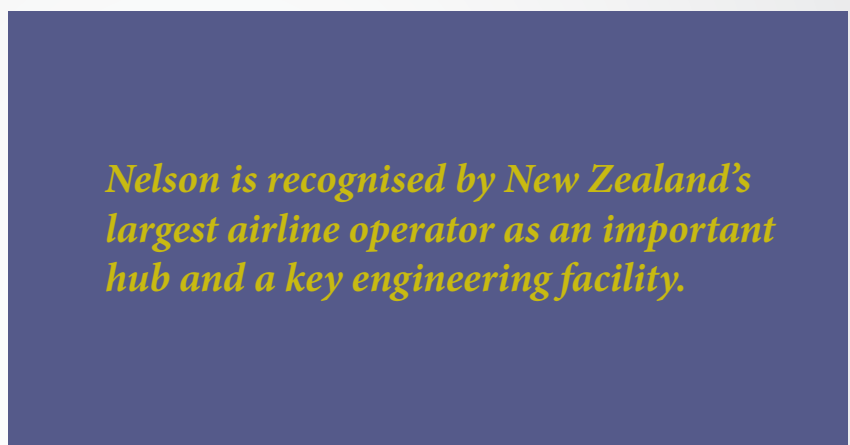 Nelson is recognised by New Zealand’s
largest airline operator as an important
hub and a key engineering facility.